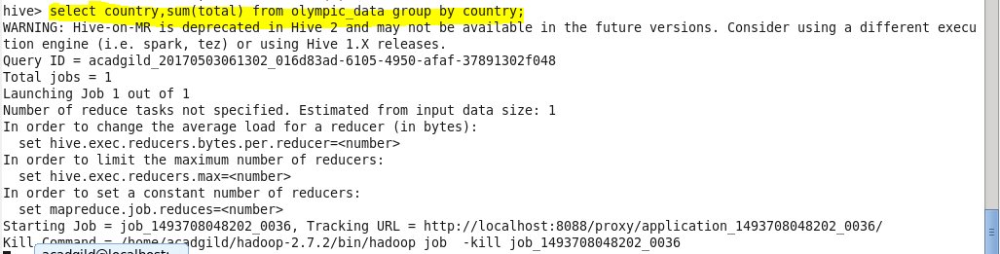 hive> select country,sum(total) from olympic_data group by country;
WARNING: Hive-on-MR is deprecated in Hive 2 and may not be available in the future versions. Consider using a different execu
tion engine (i.e. spark, tez) or using Hive 1.X releases.
Query ID = acadgild_20170503061302_016d83ad-6105-4950-afaf-37891302f048
Total jobs = 1
Launching Job 1 out of 1
Number of reduce tasks not specified. Estimated from input data size: 1
In order to change the average load for a reducer (in bytes):
  set hive.exec.reducers.bytes.per.reducer=<number>
In order to limit the maximum number of reducers:
  set hive.exec.reducers.max=<number>
In order to set a constant number of reducers:
  set mapreduce.job.reduces=<number>
Starting Job = job_1493708048202_0036, Tracking URL = http://localhost:8088/proxy/application_1493708048202_0036/
Kill Command = /home/acadgild/hadoop-2.7.2/bin/hadoop job  -kill job_1493708048202_0036
acadgild@localhost: